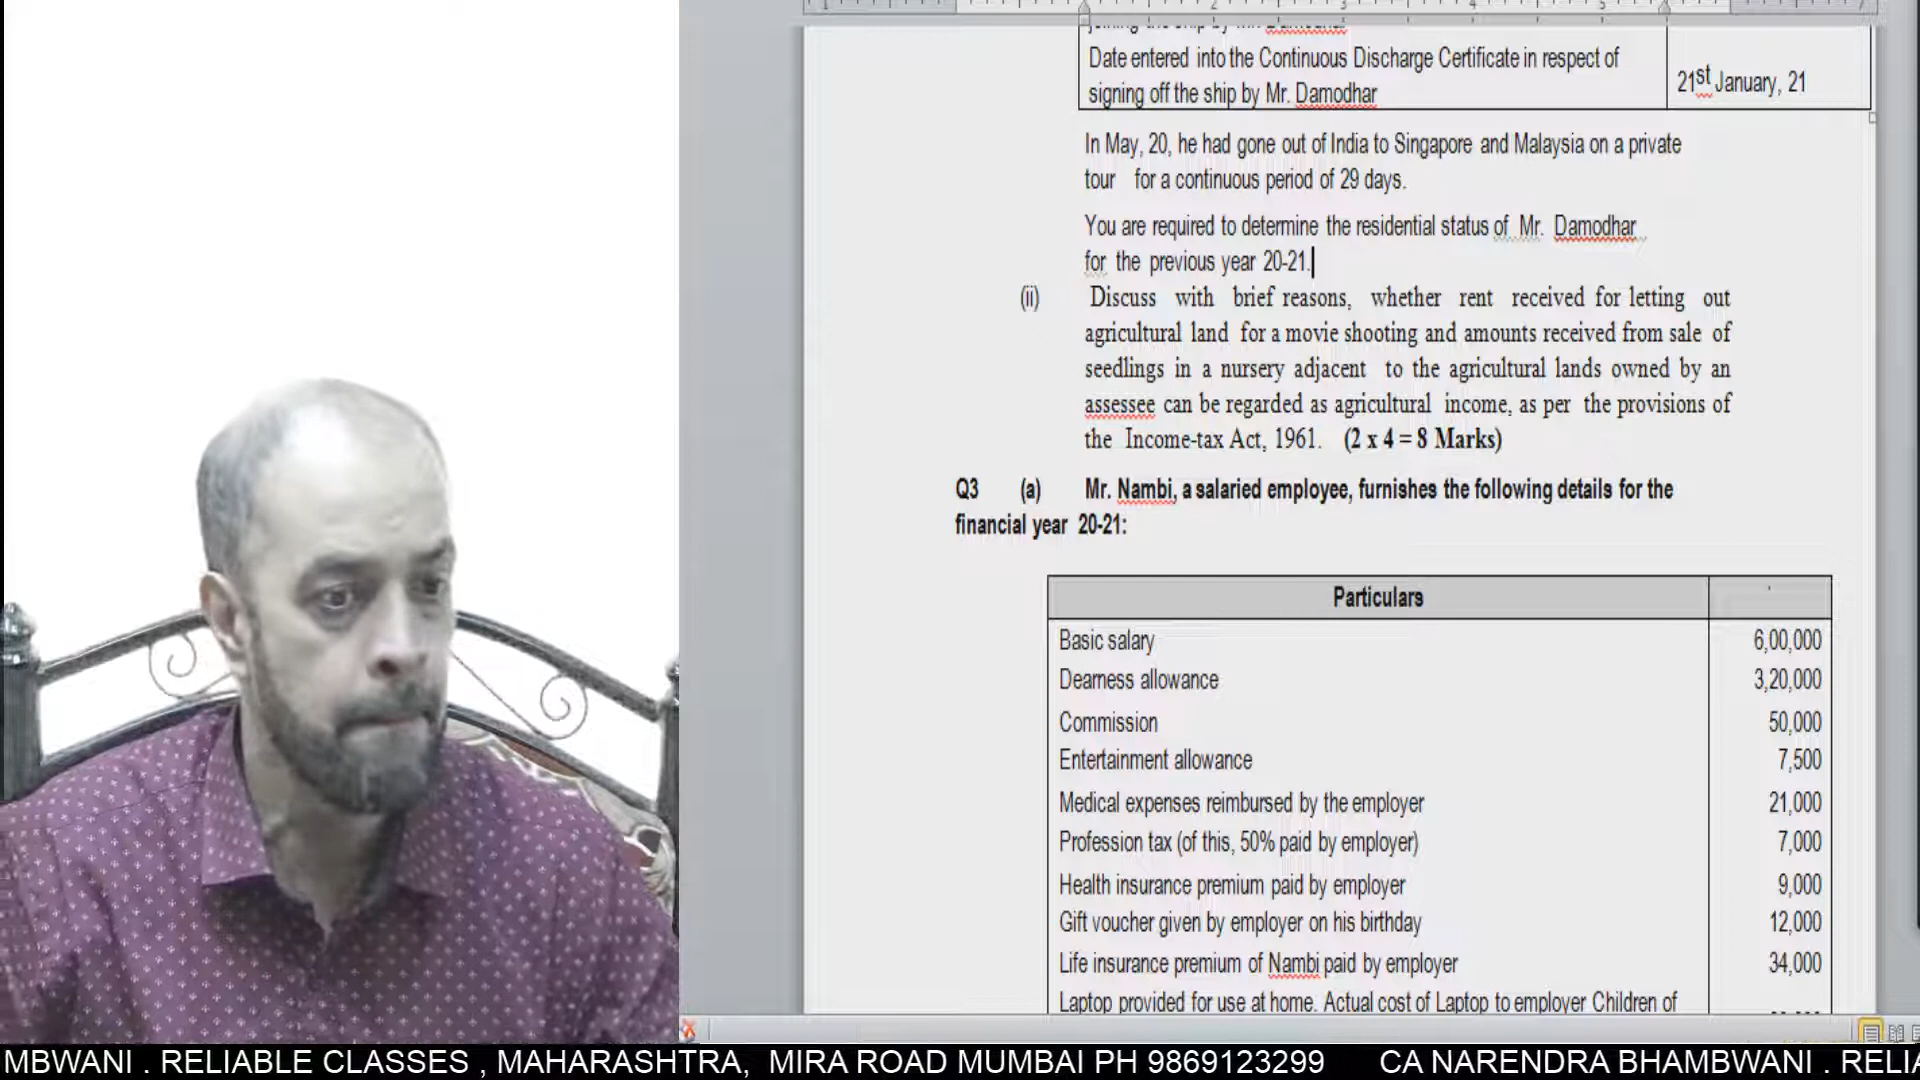 joining the ship by Mr. Damodhar
Date entered into the Continuous Discharge Certificate in respect of
signing off the ship by Mr. Damodhar
21st January, 21
In May, 20, he had gone out of India to Singapore and Malaysia on a private
tour for a continuous period of 29 days.
You are required to determine the residential status of Mr. Damodhar
for the previous year 20-21.
(ii) Discuss with brief reasons, whether rent received for letting out
agricultural land for a movie shooting and amounts received from sale of
seedlings in a nursery adjacent to the agricultural lands owned by an
assessee can be regarded as agricultural income, as per the provisions of
the Income-tax Act, 1961. (2 x 4 = 8 Marks)
Q3 (a) Mr. Nambi, a salaried employee, furnishes the following details for the
financial year 20-21:
Particulars
Basic salary 6,00,000
Dearness allowance 3,20,000
Commission 50,000
Entertainment allowance 7,500
Medical expenses reimbursed by the employer 21,000
Profession tax (of this, 50% paid by employer) 7,000
Health insurance premium paid by employer 9,000
Gift voucher given by employer on his birthday 12,000
Life insurance premium of Nambi paid by employer 34,000
Laptop provided for use at home. Actual cost of Laptop to employer Children of
MBWANI . RELIABLE CLASSES , MAHARASHTRA, MIRA ROAD MUMBAI PH 9869123299 CA NARENDRA BHAMBWANI . RELIA